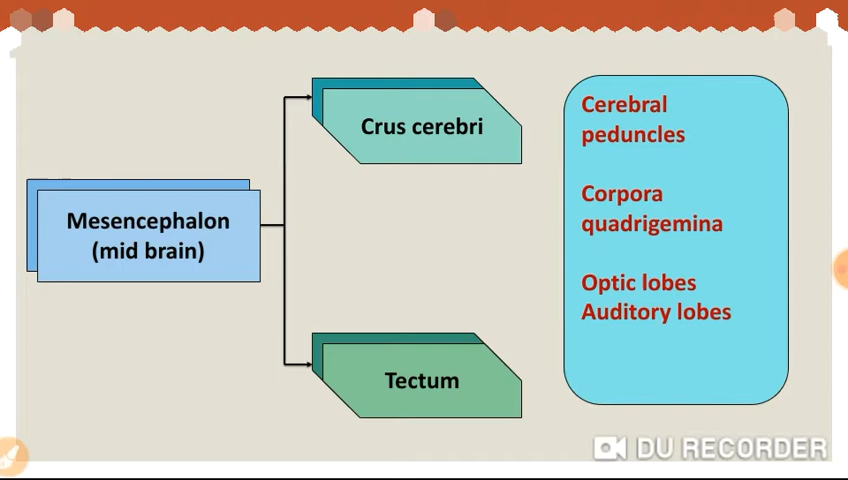 Mesencephalon
(mid brain)
Crus cerebri
Tectum
Cerebral
peduncles
Corpora
quadrigemina
Optic lobes
Auditory lobes
DU RECORDER